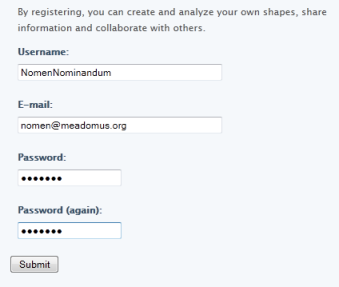 By registering, you can create and analyze your own shapes, share
information and collaborate with others.
Username:
NomenNominandum
E-mail:
nomen@meadomus.org
Password:
●●●●●●●
Password (again):
●●●●●●●
Submit